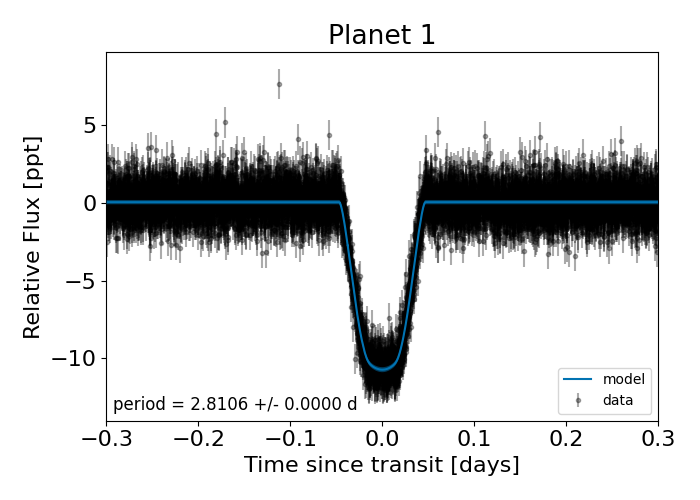 Planet 1
Relative Flux [ppt]
5
0
−5
−10
period = 2.8106 +/- 0.0000 d
model
data
−0.3 −0.2 −0.1 0.0 0.1 0.2 0.3
Time since transit [days]